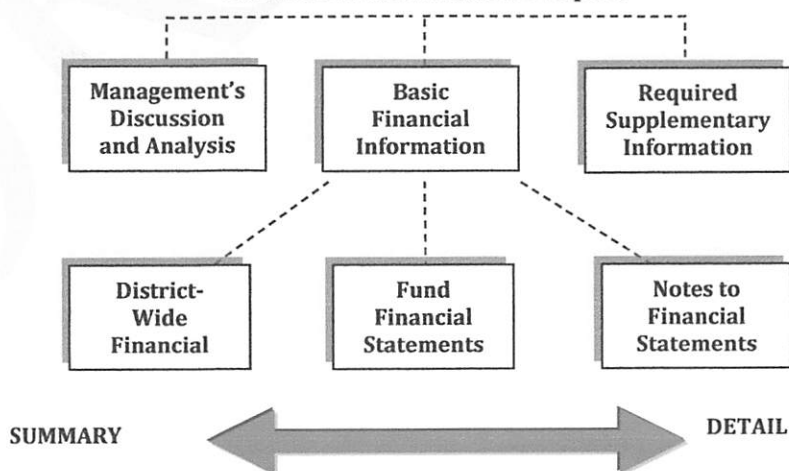 Management's
Discussion
and Analysis
Basic
Financial
Information
Required
Supplementary
Information
District-
Wide
Financial
Fund
Financial
Statements
Notes to
Financial
Statements
SUMMARY
DETAIL